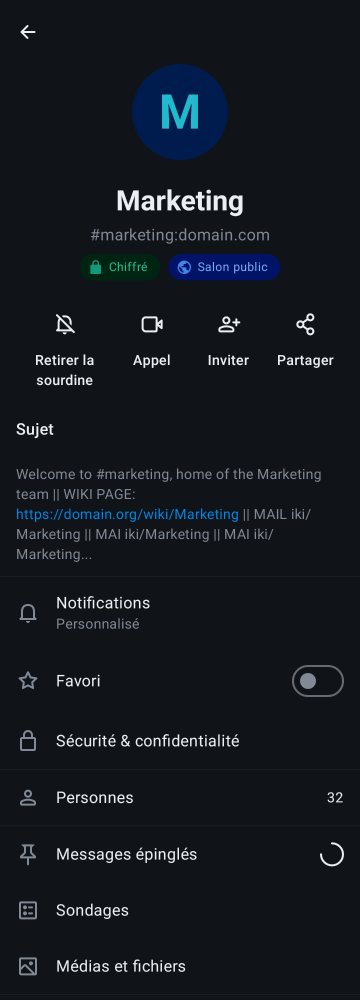 M
Marketing
#marketing:domain.com
Chiffré
Salon public
Retirer la
sourdine
Appel
Inviter
Partager
Sujet
Welcome to #marketing, home of the Marketing
team || WIKI PAGE:
https://domain.org/wiki/Marketing || MAIL iki/
Marketing || MAI iki/Marketing || MAI iki/
Marketing...
Notifications
Personnalisé
Favori
Sécurité & confidentialité
Personnes 32
Messages épinglés
Sondages
Médias et fichiers